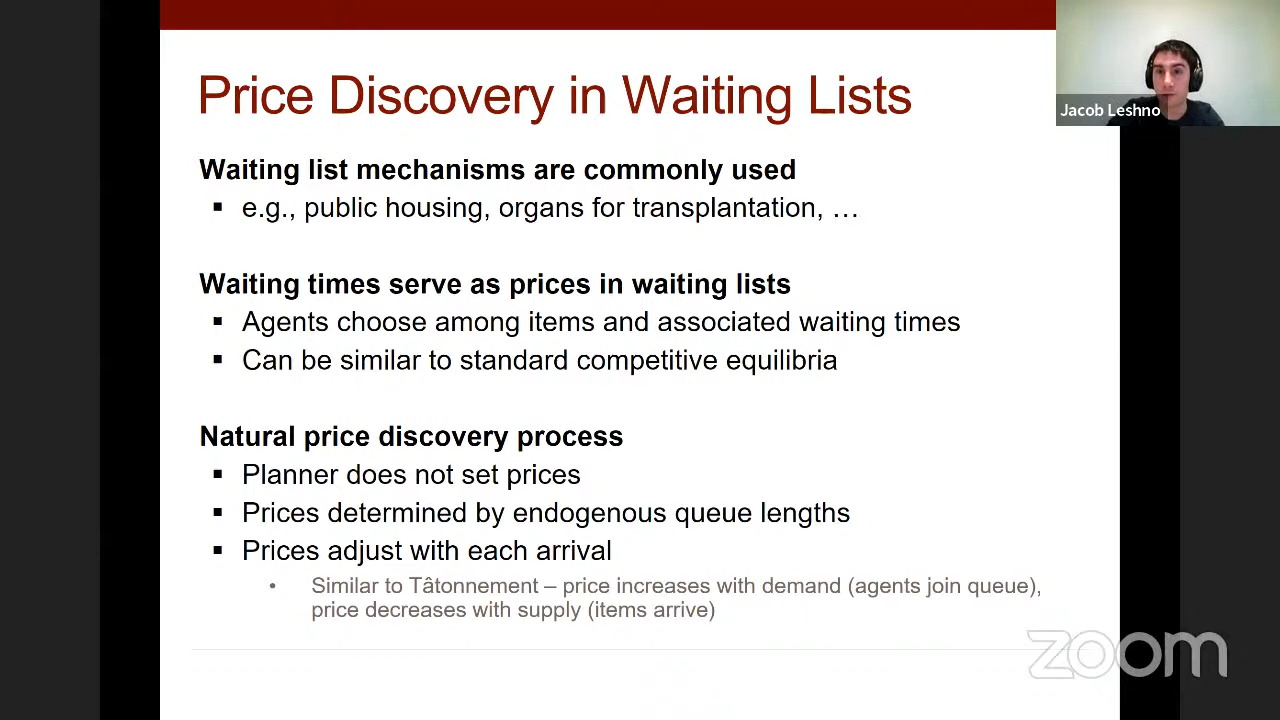 Price Discovery in Waiting Lists
Jacob Leshno
Waiting list mechanisms are commonly used
▪ e.g., public housing, organs for transplantation, …
Waiting times serve as prices in waiting lists
▪ Agents choose among items and associated waiting times
▪ Can be similar to standard competitive equilibria
Natural price discovery process
▪ Planner does not set prices
▪ Prices determined by endogenous queue lengths
▪ Prices adjust with each arrival
• Similar to Tâtonnement – price increases with demand (agents join queue),
price decreases with supply (items arrive)
zoom